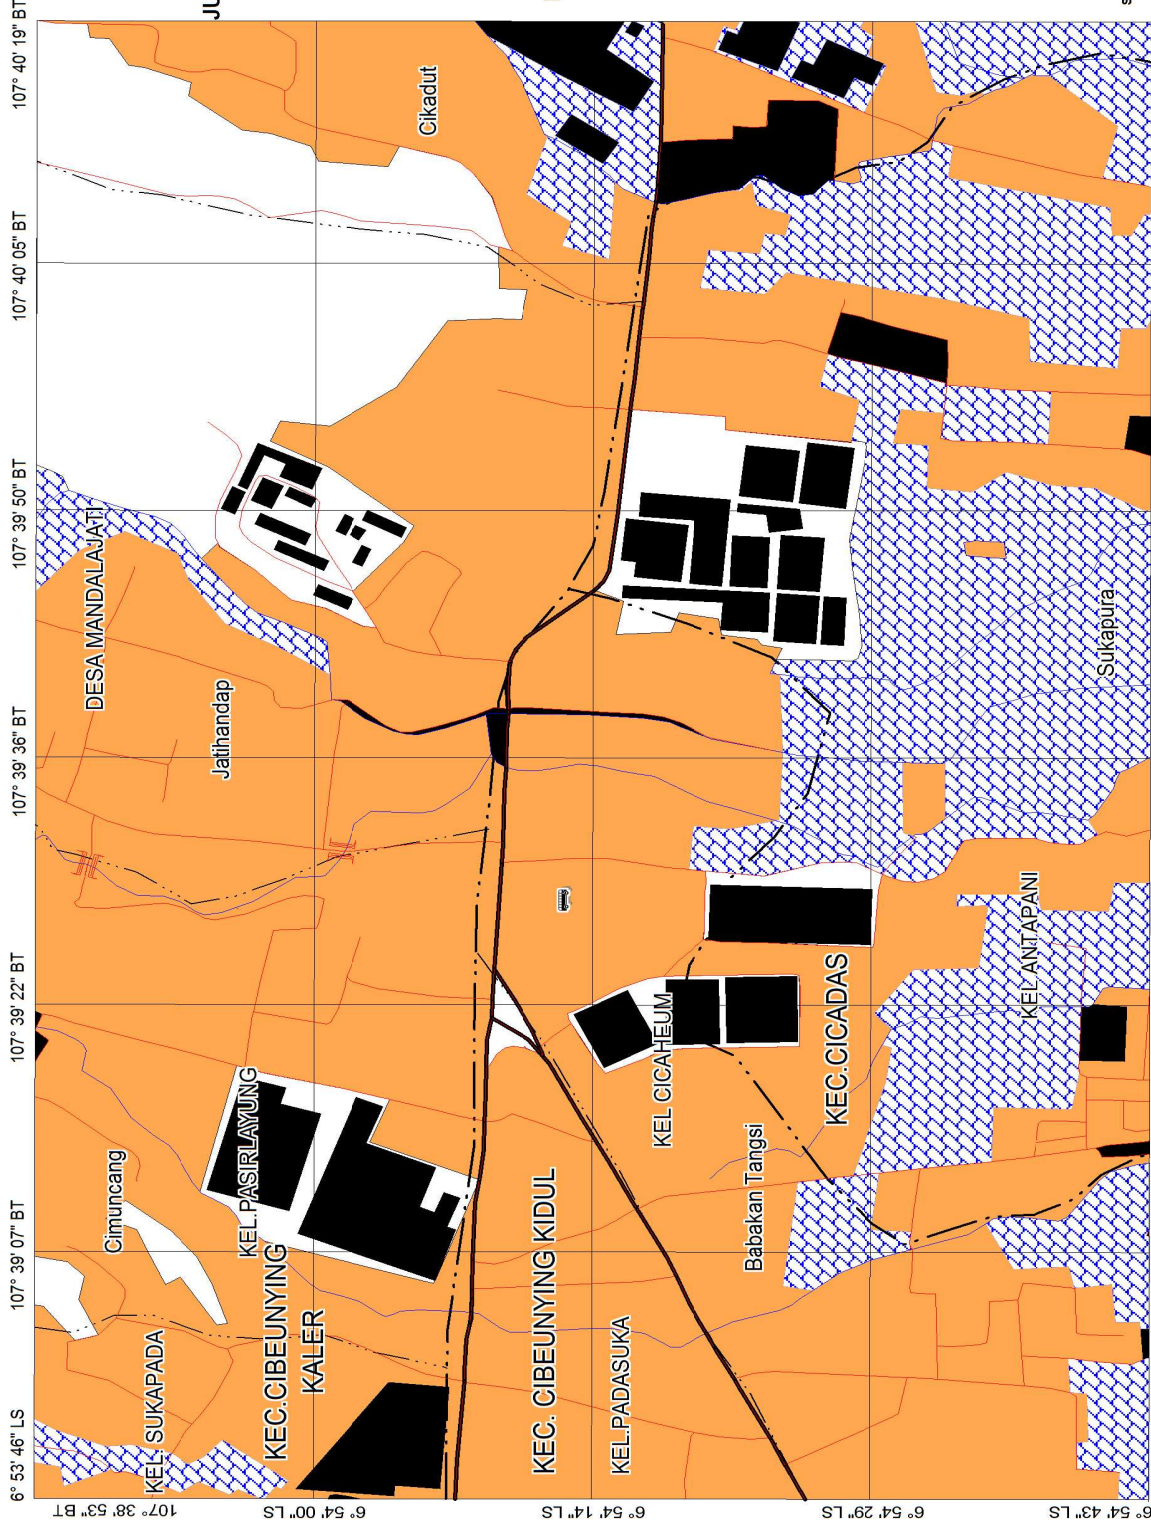 6° 53' 46" LS
107° 39' 07" BT
107° 39' 22" BT
107° 39' 36" BT
107° 39' 50" BT
107° 40' 05" BT
107° 40' 19" BT
JU
107° 38' 53" BT
6° 54' 00" LS
6° 54' 14" LS
6° 54' 29" LS
6° 54' 43" LS
DESA MANDALAJATI
Cimuncang
KEL. SUKAPADA
Jatihandap
KEL.PASIRLAYUNG
KEC.CIBEUNYING
KALER
Cikadut
KEC. CIBEUNYING KIDUL
KEL.PADASUKA
KEL CICAHEUM
Babakan Tangsi
KEC.CICADAS
KEL.ANTAPANI
Sukapura